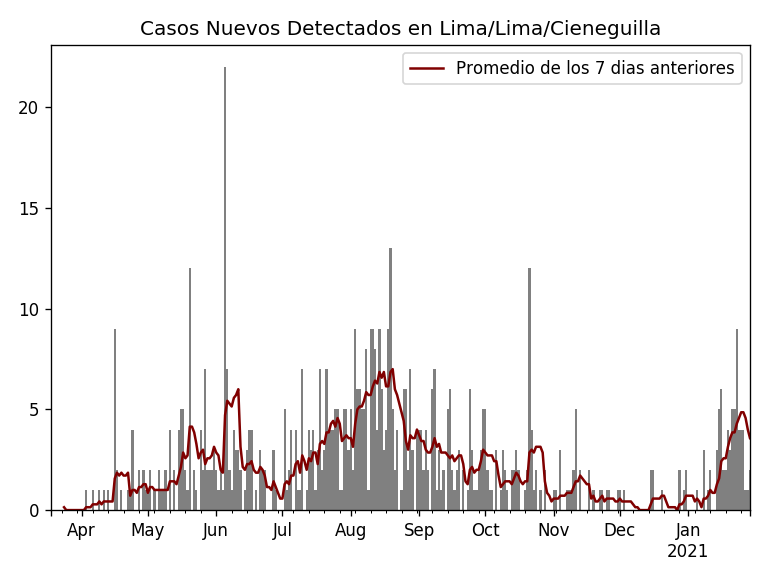 Casos Nuevos Detectados en Lima/Lima/Cieneguilla
Promedio de los 7 dias anteriores
20
15
10
5
0
Apr May Jun Jul Aug Sep Oct Nov Dec Jan
2021